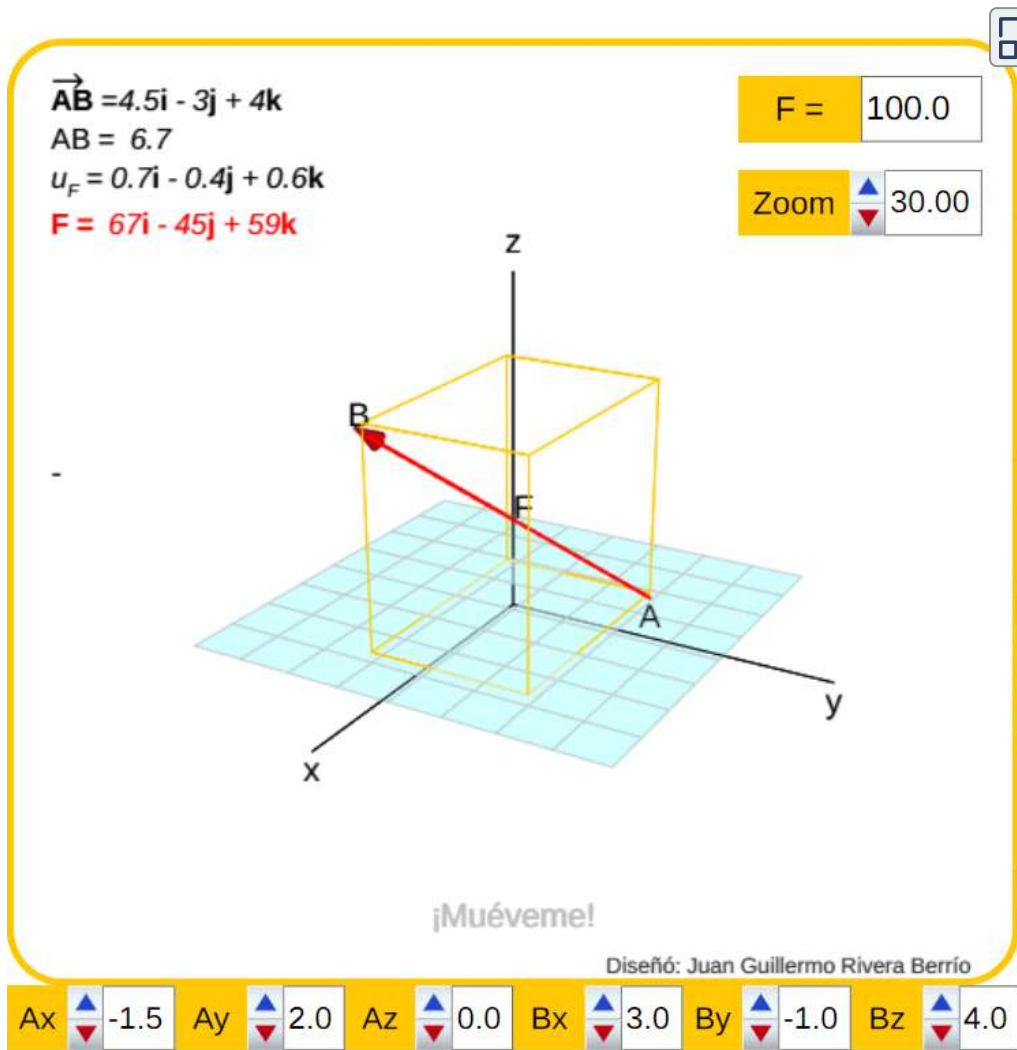 AB =4.5i - 3j + 4k
AB = 6.7
uF = 0.7i - 0.4j + 0.6k
F = 67i - 45j + 59k
F = 100.0
Zoom 30.00
z
B
-
F
A
y
x
¡Muéveme!
Diseñó: Juan Guillermo Rivera Berrío
Ax -1.5 Ay 2.0 Az 0.0 Bx 3.0 By -1.0 Bz 4.0